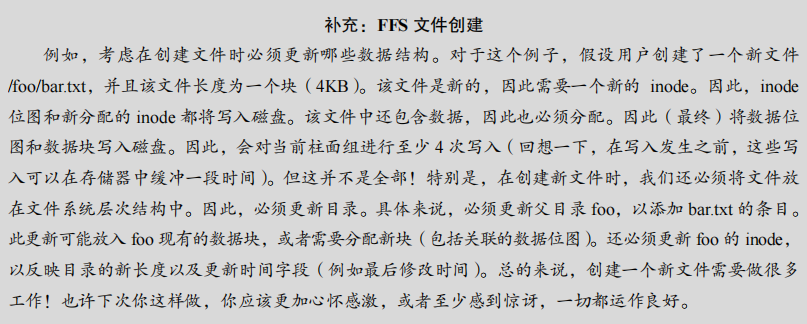 补充：FFS 文件创建
例如，考虑在创建文件时必须更新哪些数据结构。对于这个例子，假设用户创建了一个新文件
/foo/bar.txt，并且该文件长度为一个块（4KB）。该文件是新的，因此需要一个新的 inode。因此，inode
位图和新分配的 inode 都将写入磁盘。该文件中还包含数据，因此也必须分配。因此（最终）将数据位
图和数据块写入磁盘。因此，会对当前柱面组进行至少 4 次写入（回想一下，在写入发生之前，这些写
入可以在存储器中缓冲一段时间）。但这并不是全部！特别是，在创建新文件时，我们还必须将文件放
在文件系统层次结构中。因此，必须更新目录。具体来说，必须更新父目录 foo，以添加 bar.txt 的条目。
此更新可能放入 foo 现有的数据块，或者需要分配新块（包括关联的数据位图）。还必须更新 foo 的 inode，
以反映目录的新长度以及更新时间字段（例如最后修改时间）。总的来说，创建一个新文件需要做很多
工作！也许下次你这样做，你应该更加心怀感激，或者至少感到惊讶，一切都运作良好。